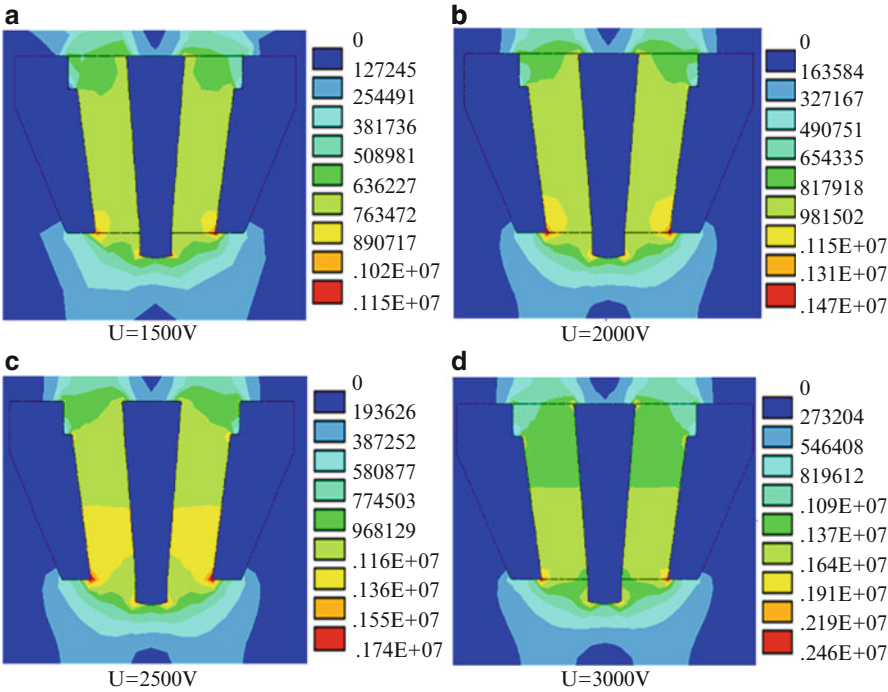 a
0
127245
254491
381736
508981
636227
763472
890717
.102E+07
.115E+07
U=1500V
b
0
163584
327167
490751
654335
817918
981502
.115E+07
.131E+07
.147E+07
U=2000V
c
0
193626
387252
580877
774503
968129
.116E+07
.136E+07
.155E+07
.174E+07
U=2500V
d
0
273204
546408
819612
.109E+07
.137E+07
.164E+07
.191E+07
.219E+07
.246E+07
U=3000V